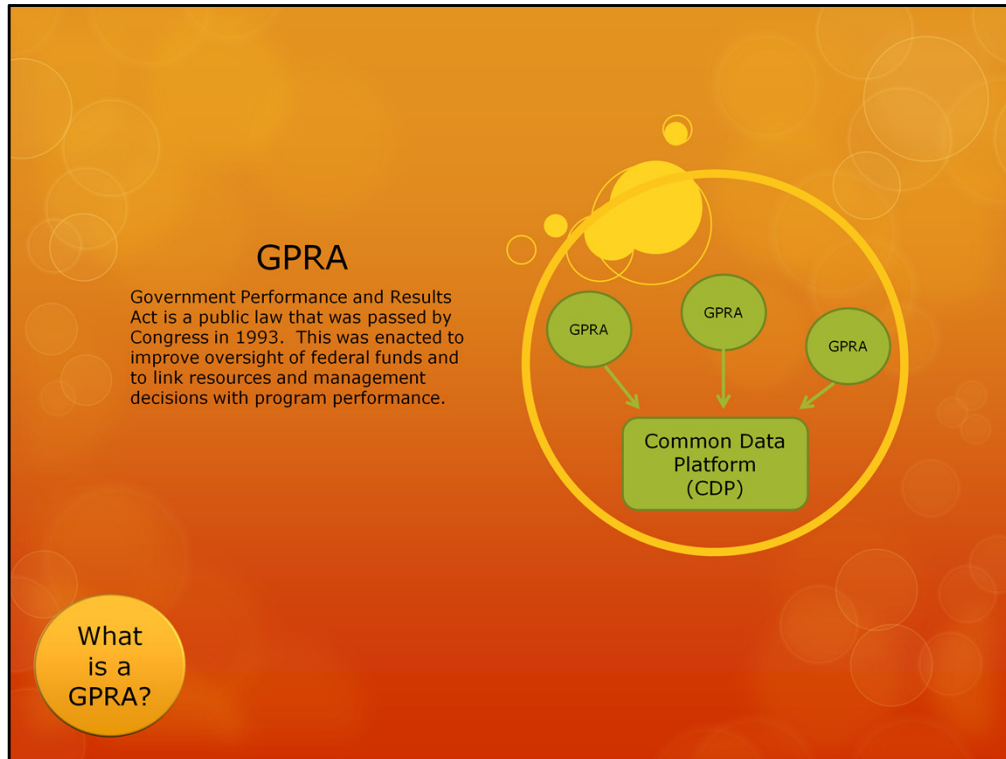 GPRA
Government Performance and Results
Act is a public law that was passed by
Congress in 1993.  This was enacted to
improve oversight of federal funds and
to link resources and management
decisions with program performance.
GPRA
GPRA
GPRA
Common Data
Platform
(CDP)
What
is a
GPRA?